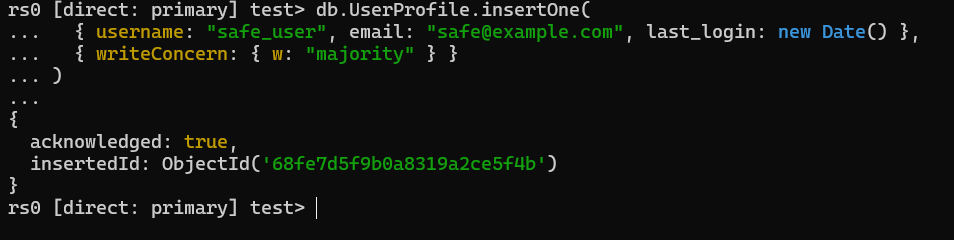 rs0 [direct: primary] test> db.UserProfile.insertOne(
...   { username: "safe_user", email: "safe@example.com", last_login: new Date() },
...   { writeConcern: { w: "majority" } }
... )
...
{
  acknowledged: true,
  insertedId: ObjectId('68fe7d5f9b0a8319a2ce5f4b')
}
rs0 [direct: primary] test>